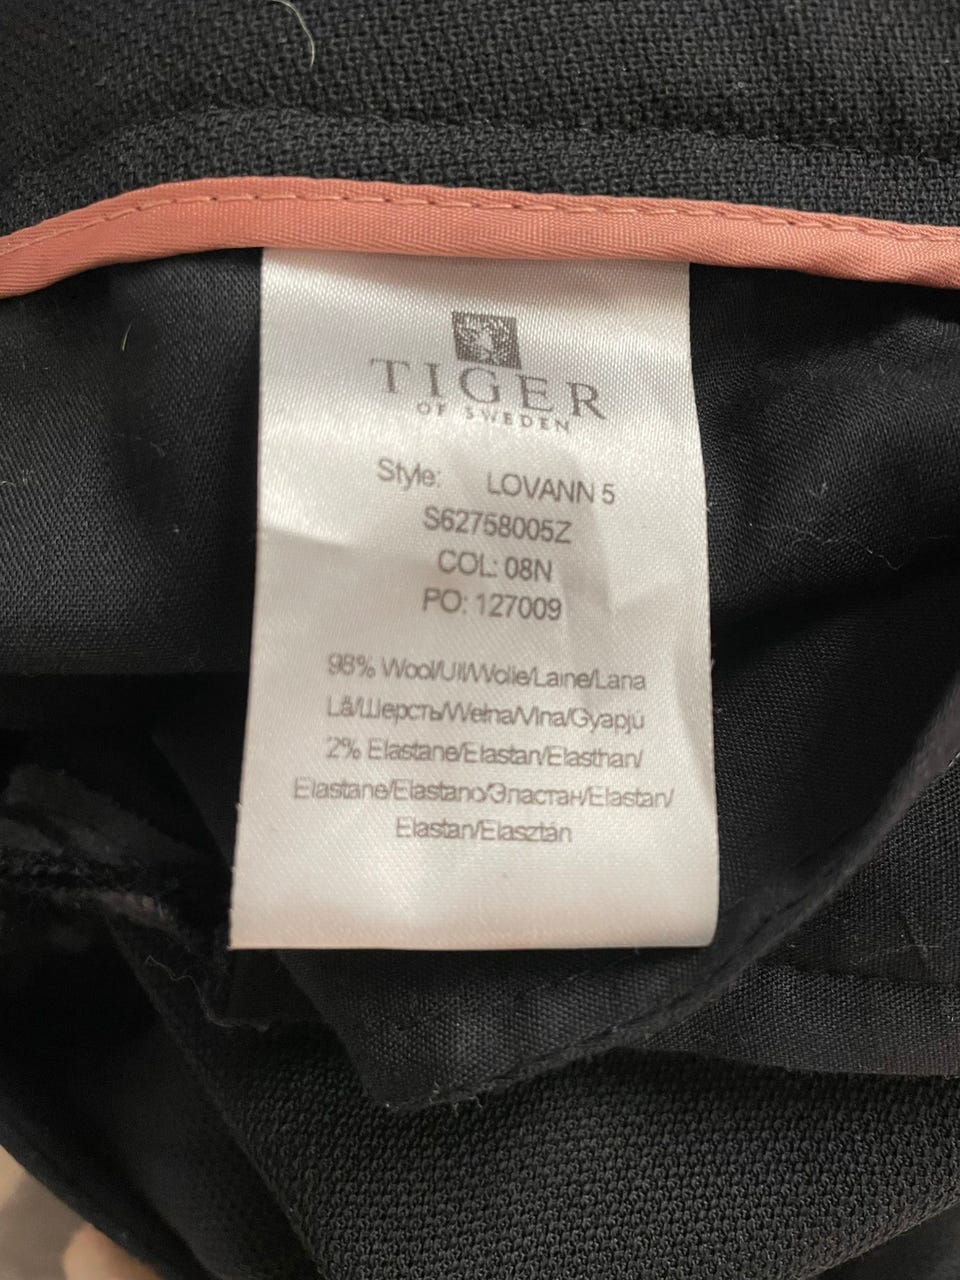 TIGER
OF SWEDEN
Style: LOVANN 5
S62758005Z
COL: 08N
PO: 127009
98% Wool/Ull/Wolle/Laine/Lana
Lã/Шерсть/Wełna/Vlna/Gyapjú
2% Elastane/Elastan/Elasthan/
Elastane/Elastano/Эластан/Elastan/
Elastan/Elasztán